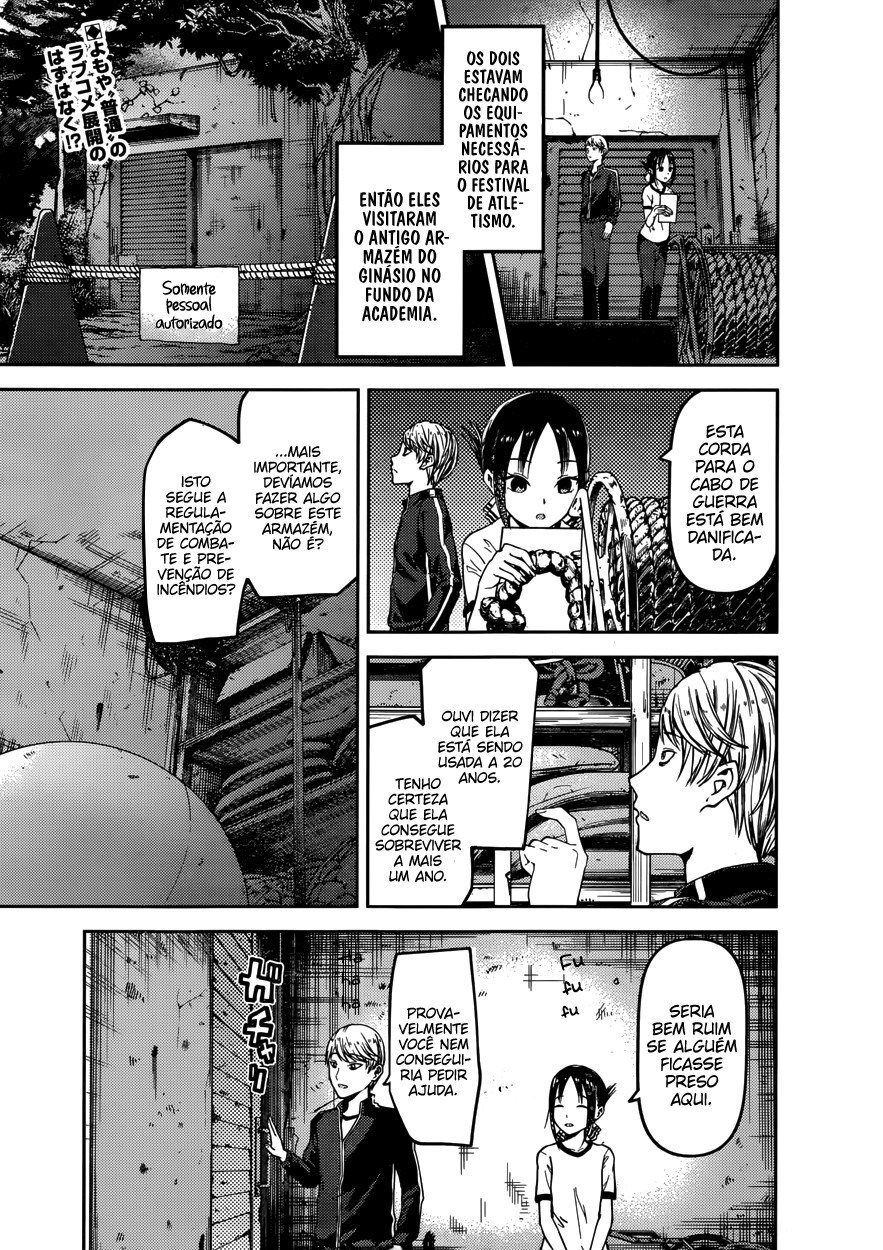 OS DOIS
ESTAVAM
CHECANDO
OS EQUI-
PAMENTOS
NECESSÁ-
RIOS PARA
O FESTIVAL
DE ATLE-
TISMO.
ENTÃO ELES
VISITARAM
O ANTIGO AR-
MAZÉM DO
GINÁSIO NO
FUNDO DA
ACADEMIA.
◆よもや“普通”の
ラブコメ展開の
はずはなく!?
Somente
pessoal
autorizado
ESTA
CORDA
PARA O
CABO DE
GUERRA
ESTÁ BEM
DANIFICA-
DA.
OUVI DIZER
QUE ELA
ESTÁ SENDO
USADA A 20
ANOS.
TENHO
CERTEZA
QUE ELA
CONSEGUE
SOBREVIVER
A MAIS
UM ANO.
...MAIS
IMPORTANTE,
DEVÍAMOS
FAZER ALGO
SOBRE ESTE
ARMAZÉM,
NÃO É?
ISTO
SEGUE A
REGULA-
MENTAÇÃO
DE COMBA-
TE E PRE-
VENÇÃO DE
INCÊNDIOS?
SERIA
BEM RUIM
SE ALGUÉM
FICASSE
PRESO
AQUI.
Fu
fu
fu
PROVA-
VELMENTE
VOCÊ NEM
CONSEGUI-
RIA PEDIR
AJUDA.
Ha
ha
ha